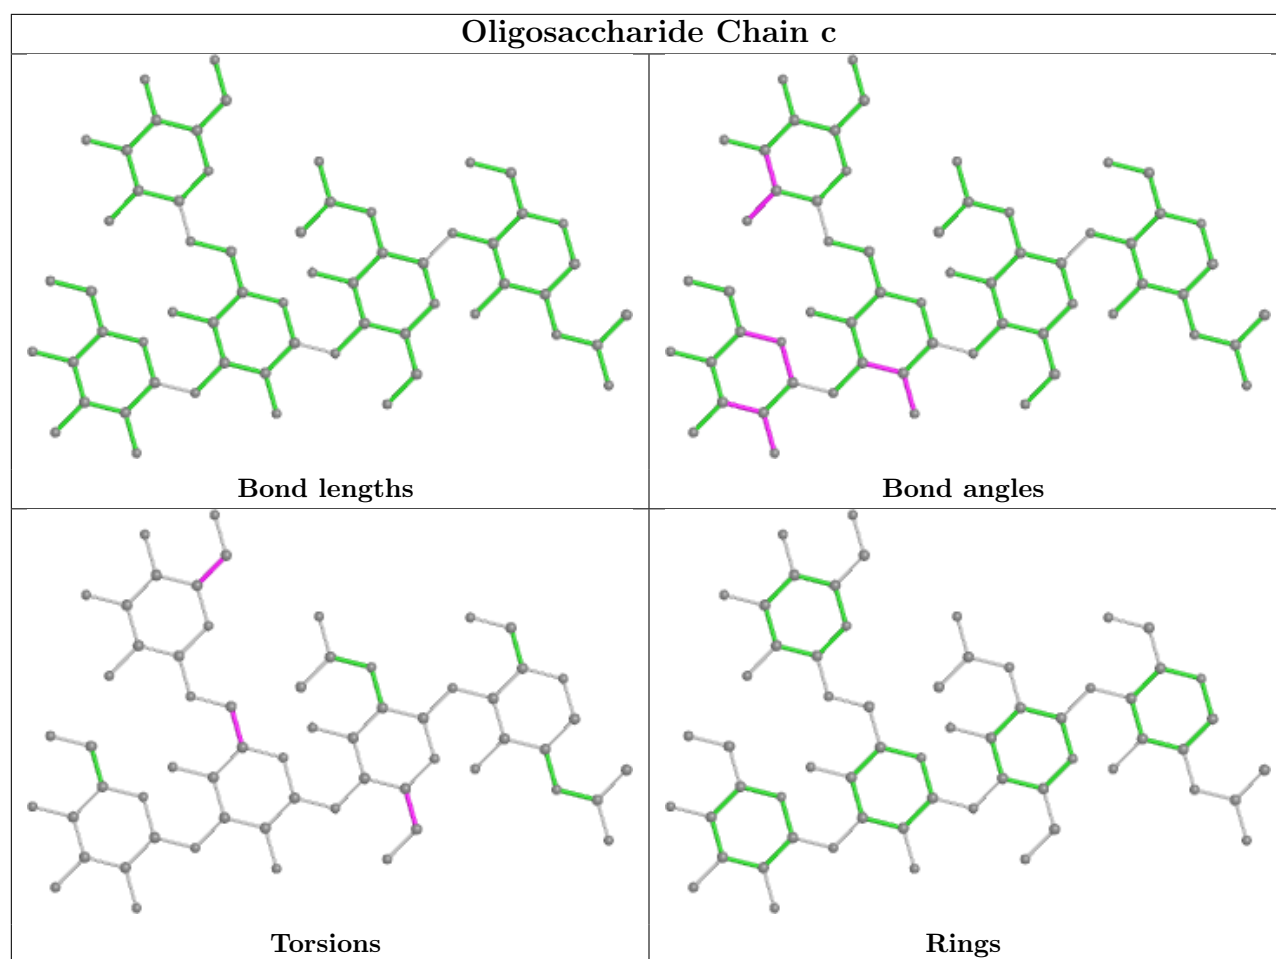 Oligosaccharide Chain c
Bond lengths
Bond angles
Torsions
Rings